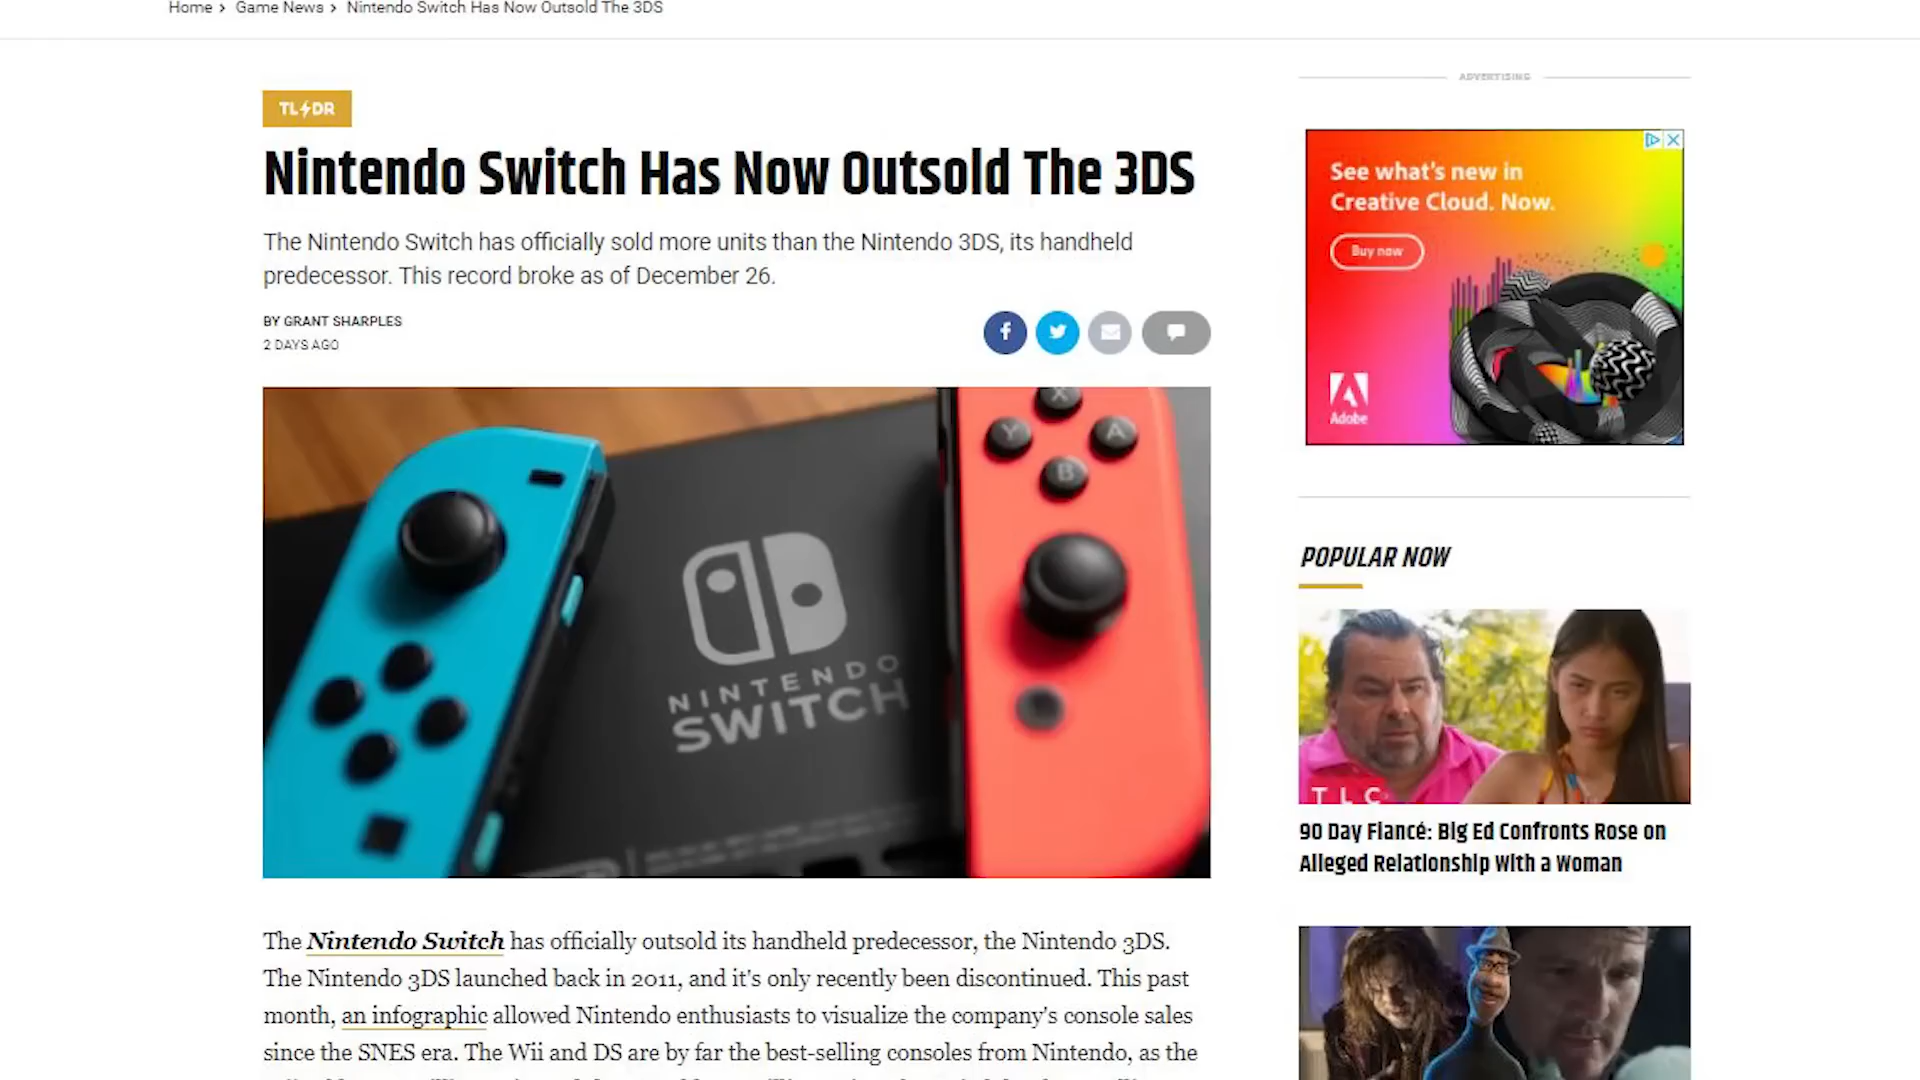 Home › Game News › Nintendo Switch Has Now Outsold The 3DS
TL DR
Nintendo Switch Has Now Outsold The 3DS
The Nintendo Switch has officially sold more units than the Nintendo 3DS, its handheld
predecessor. This record broke as of December 26.
BY GRANT SHARPLES
2 DAYS AGO
X
Y
A
B
NINTENDO
SWITCH
The Nintendo Switch has officially outsold its handheld predecessor, the Nintendo 3DS.
The Nintendo 3DS launched back in 2011, and it's only recently been discontinued. This past
month, an infographic allowed Nintendo enthusiasts to visualize the company's console sales
since the SNES era. The Wii and DS are by far the best-selling consoles from Nintendo, as the
ADVERTISING
See what's new in
Creative Cloud. Now.
Buy now
Adobe
POPULAR NOW
TLC
90 Day Fiancé: Big Ed Confronts Rose on
Alleged Relationship With a Woman